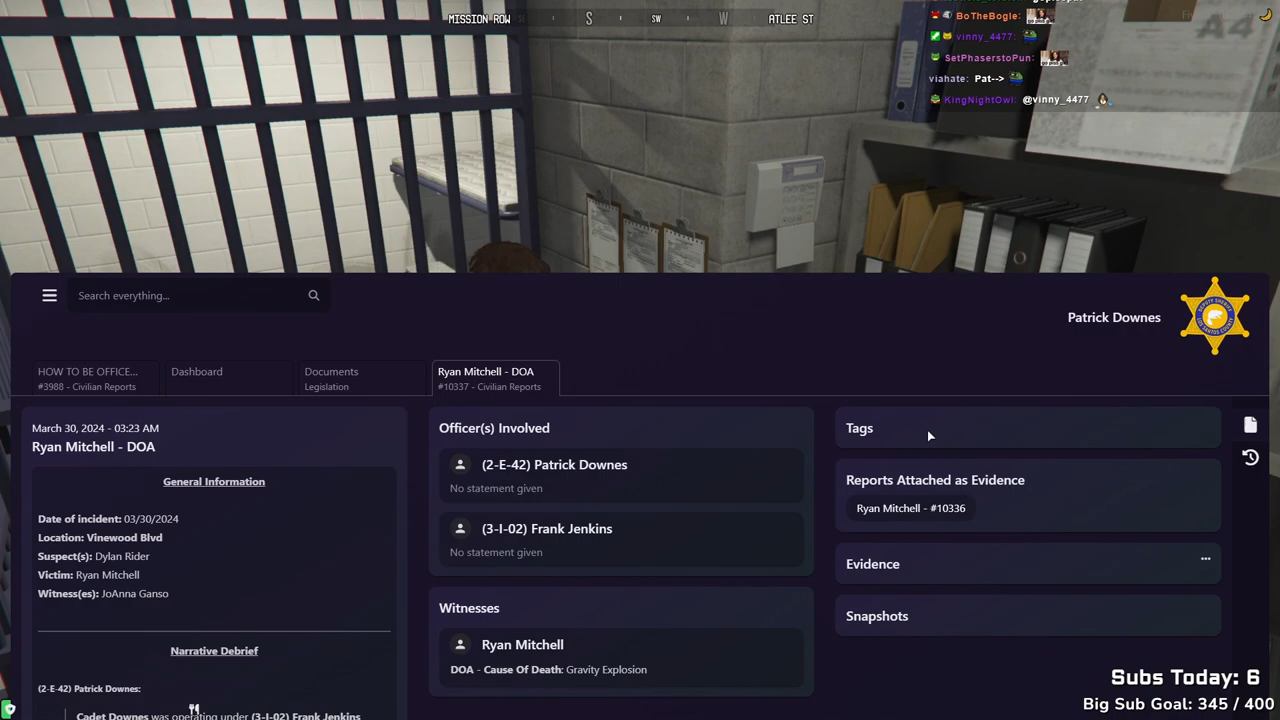 MISSION ROW
S
SW
W
ATLEE ST
BoTheBogle:
vinny_4477:
SetPhaserstoPun:
viahate: Pat-->
KingNightOwl: @vinny_4477
A4
Search everything...
Patrick Downes
HOW TO BE OFFICE...
#3988 - Civilian Reports
Dashboard
Documents
Legislation
Ryan Mitchell - DOA
#10337 - Civilian Reports
March 30, 2024 - 03:23 AM
Ryan Mitchell - DOA
General Information
Date of incident: 03/30/2024
Location: Vinewood Blvd
Suspect(s): Dylan Rider
Victim: Ryan Mitchell
Witness(es): JoAnna Ganso
Narrative Debrief
(2-E-42) Patrick Downes:
Cadet Downes was operating under (3-I-02) Frank Jenkins
Officer(s) Involved
(2-E-42) Patrick Downes
No statement given
(3-I-02) Frank Jenkins
No statement given
Witnesses
Ryan Mitchell
DOA - Cause Of Death: Gravity Explosion
Tags
Reports Attached as Evidence
Ryan Mitchell - #10336
Evidence
Snapshots
Subs Today: 6
Big Sub Goal: 345 / 400